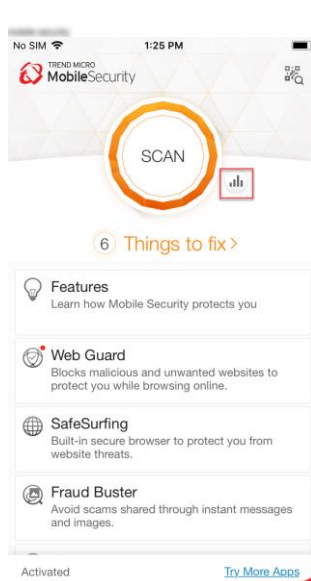 No SIM
1:25 PM
TREND MICRO
MobileSecurity
SCAN
6 Things to fix >
Features
Learn how Mobile Security protects you
Web Guard
Blocks malicious and unwanted websites to
protect you while browsing online.
SafeSurfing
Built-in secure browser to protect you from
website threats.
Fraud Buster
Avoid scams shared through instant messages
and images.
Activated
Try More Apps